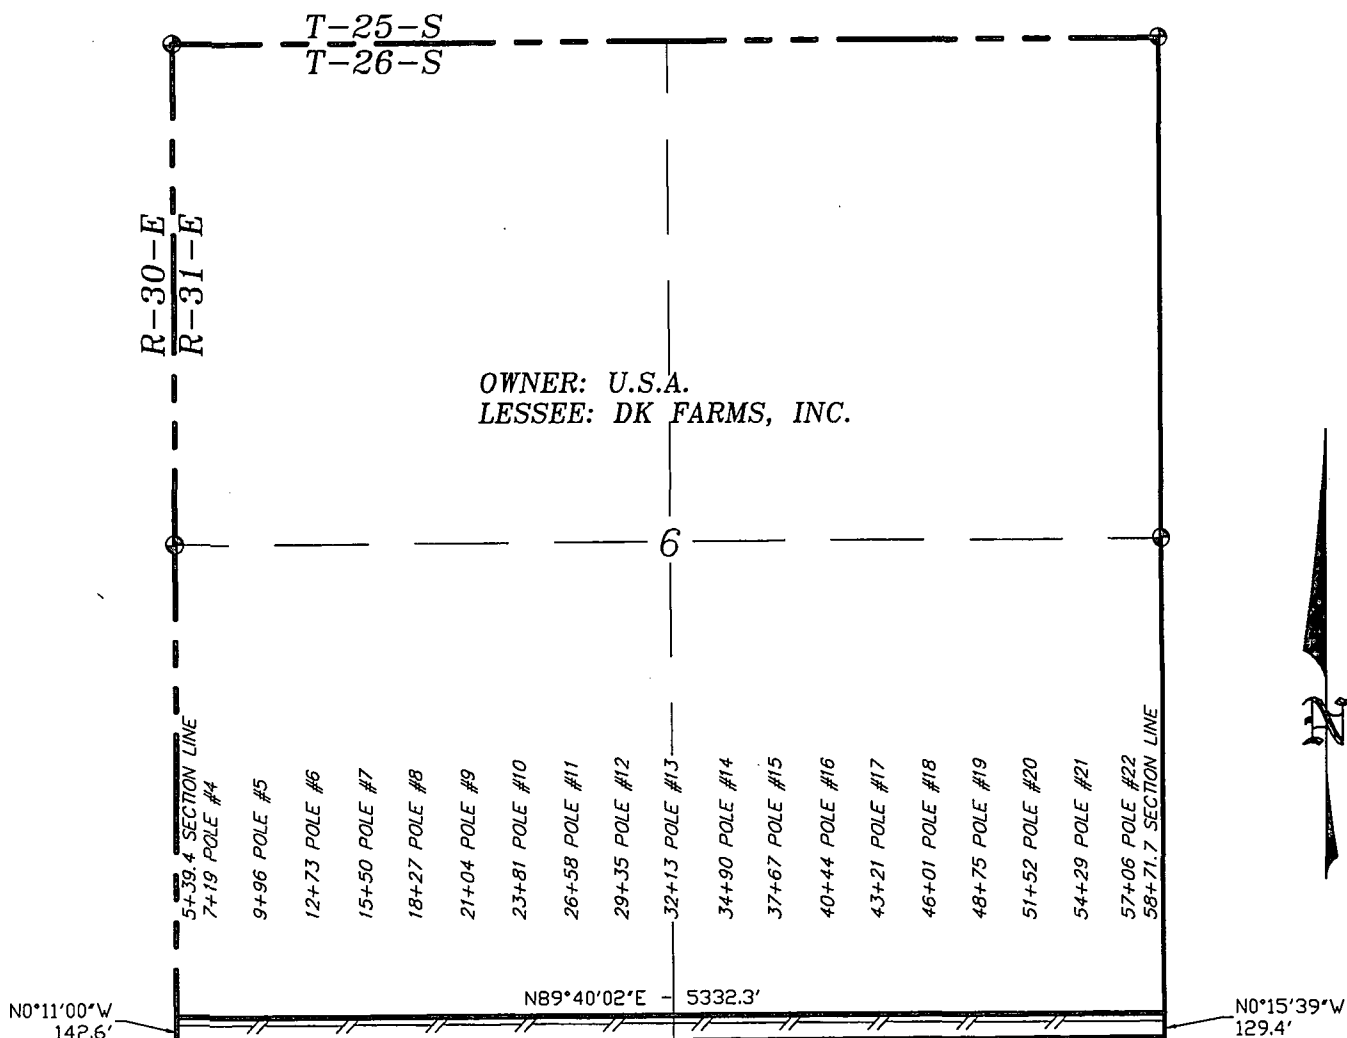 T-25-S
T-26-S
R-30-E
R-31-E
OWNER: U.S.A.
LESSEE: DK FARMS, INC.
6
N
5+39.4 SECTION LINE
7+19 POLE #4
9+96 POLE #5
12+73 POLE #6
15+50 POLE #7
18+27 POLE #8
21+04 POLE #9
23+81 POLE #10
26+58 POLE #11
29+35 POLE #12
32+13 POLE #13
34+90 POLE #14
37+67 POLE #15
40+44 POLE #16
43+21 POLE #17
46+01 POLE #18
48+75 POLE #19
51+52 POLE #20
54+29 POLE #21
57+06 POLE #22
58+71.7 SECTION LINE
N89°40'02"E - 5332.3'
N0°11'00"W
142.6'
N0°15'39"W
129.4'